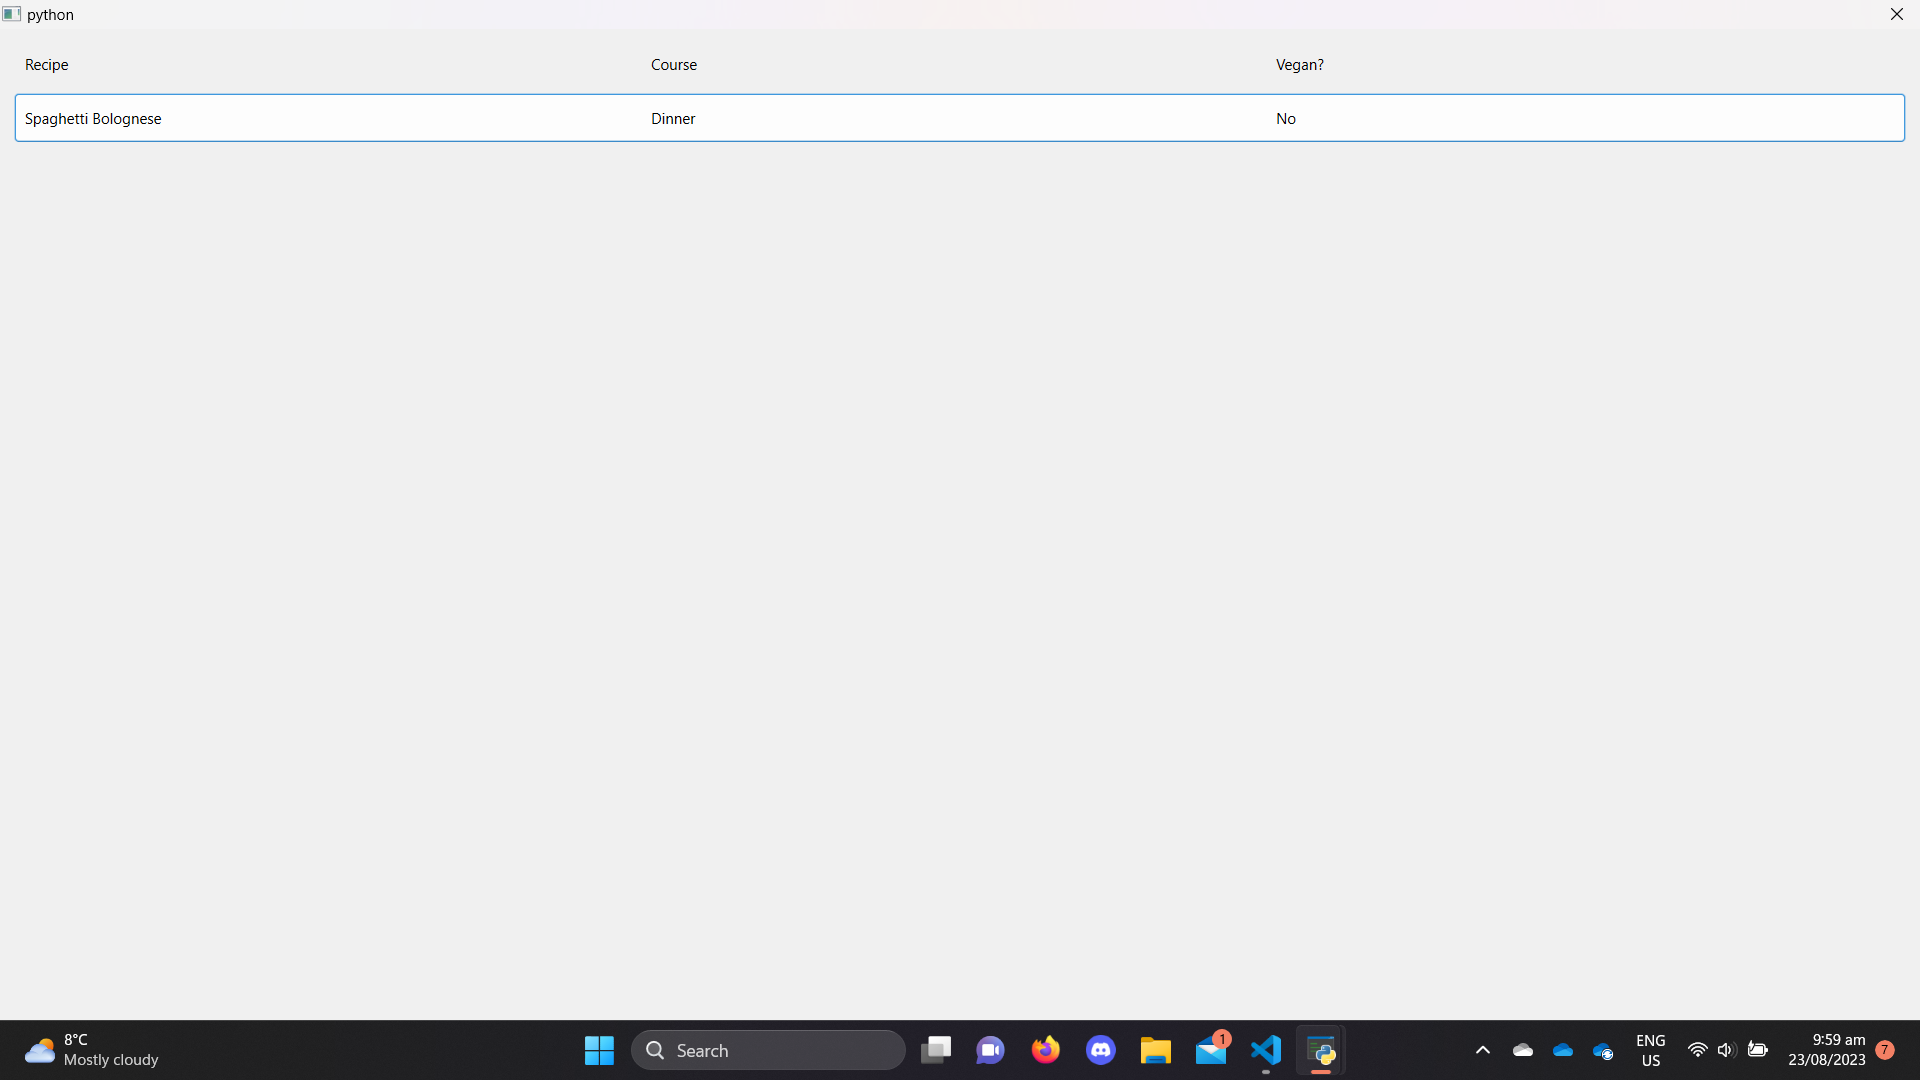 python
Recipe Course Vegan?
Spaghetti Bolognese Dinner No
8°C
Mostly cloudy
Search
1
ENG
US
9:59 am
23/08/2023
7